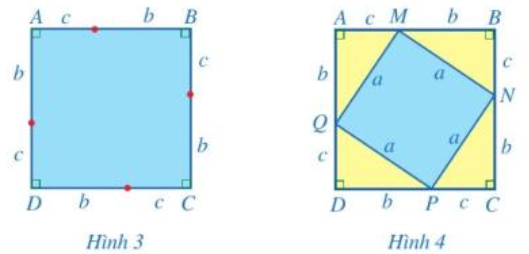 A c b B
b c
c b
D b c C
Hình 3
A c M b B
b a a c
Q N
c a a b
D b P c C
Hình 4